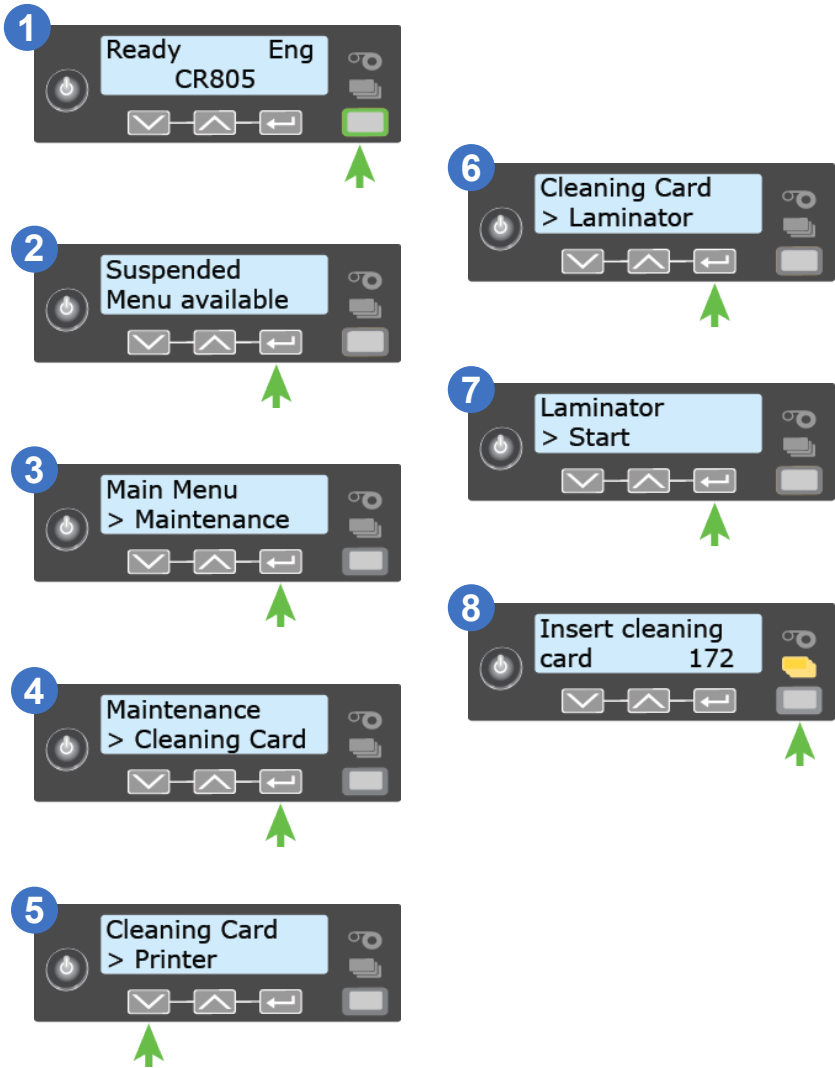 1
Ready Eng
CR805
2
Suspended
Menu available
3
Main Menu
> Maintenance
4
Maintenance
> Cleaning Card
5
Cleaning Card
> Printer
6
Cleaning Card
> Laminator
7
Laminator
> Start
8
Insert cleaning
card 172